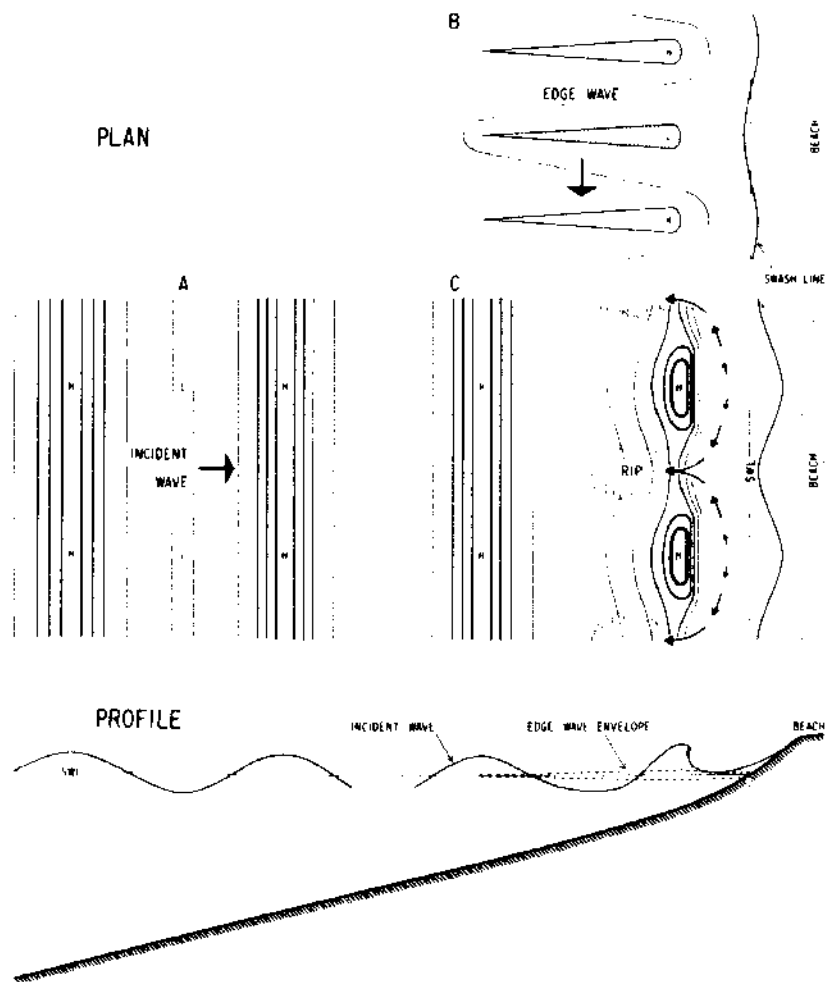 B
EDGE WAVE
BEACH
PLAN
SWASH LINE
A
C
H
H
H
H
INCIDENT
WAVE
H
H
H
H
RIP
SWL
BEACH
PROFILE
INCIDENT WAVE
EDGE WAVE ENVELOPE
BEACH
SWL